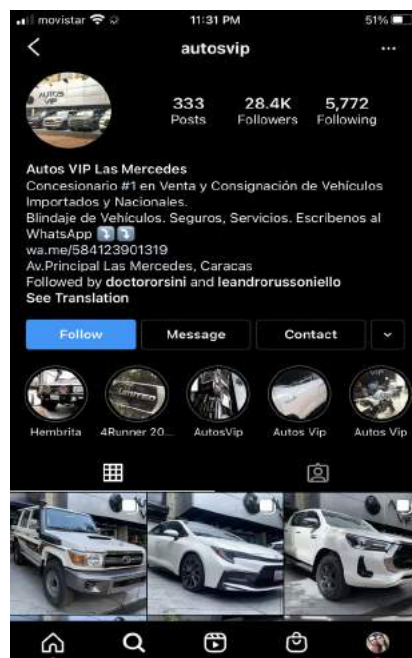 movistar 11:31 PM 51%
autosvip
AUTOS
VIP
333 28.4K 5,772
Posts Followers Following
Autos VIP Las Mercedes
Concesionario #1 en Venta y Consignación de Vehículos
Importados y Nacionales.
Blindaje de Vehículos. Seguros, Servicios. Escribenos al
WhatsApp ⤵️⤵️
wa.me/584123901319
Av.Principal Las Mercedes, Caracas
Followed by doctororsini and leandrorussoniello
See Translation
Follow Message Contact
Hembrita 4Runner 20... AutosVip Autos Vip Autos Vip